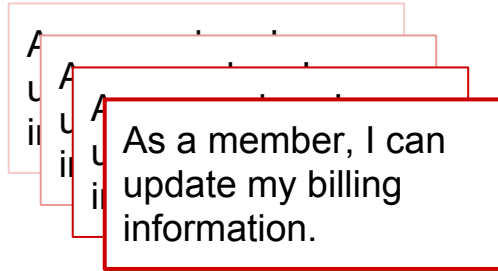 As a member, I can
update my billing
information.